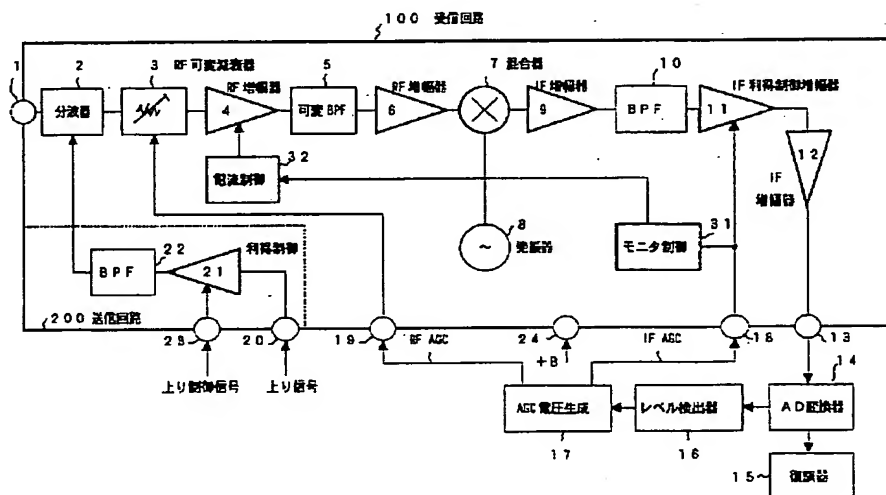 100 受信回路
1
2
分波器
3
RF可変減衰器
RF増幅器
4
5
可変BPF
RF増幅器
6
7 混合器
IF増幅器
9
10
BPF
IF利得制御増幅器
11
12
IF
増幅器
32
電流制御
8
~
発振器
31
モニタ制御
22
BPF
利得制御
21
200 送信回路
23
20
19
RF AGC
24
+B
IF AGC
18
13
上り制御信号
上り信号
AGC電圧生成
17
レベル検出器
16
14
AD変換器
15
復調器